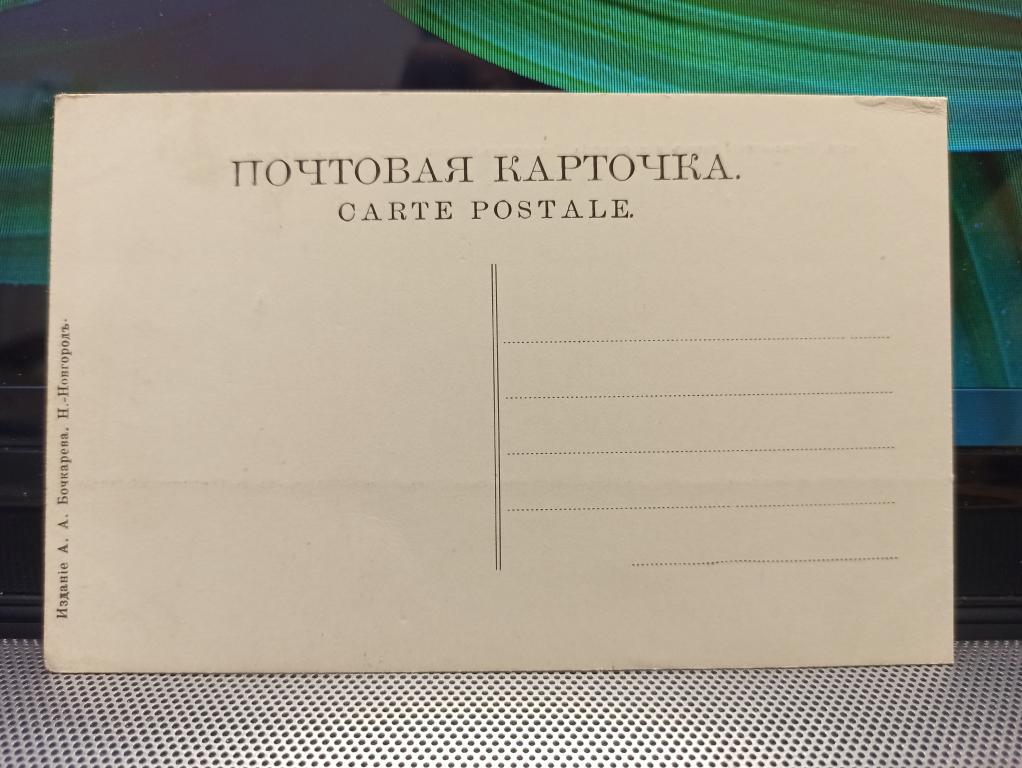 ПОЧТОВАЯ КАРТОЧКА.
CARTE POSTALE.
Изданіе А. А. Бочкарева. Н.-Новгородъ.